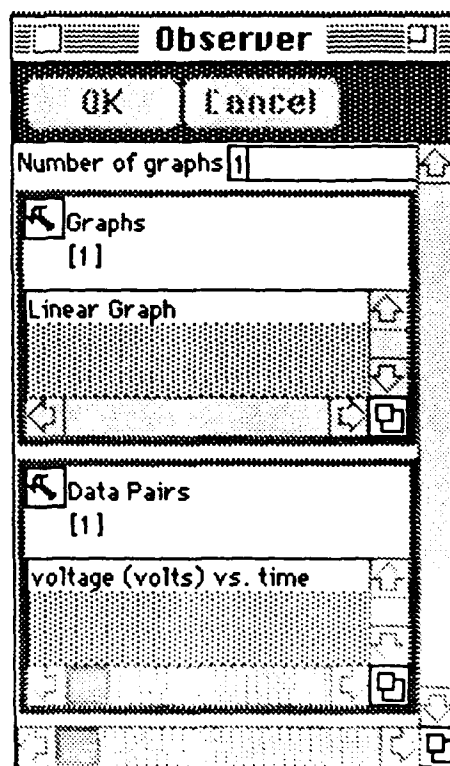 Observer
OK Cancel
Number of graphs 1
Graphs
[1]
Linear Graph
Data Pairs
[1]
voltage (volts) vs. time